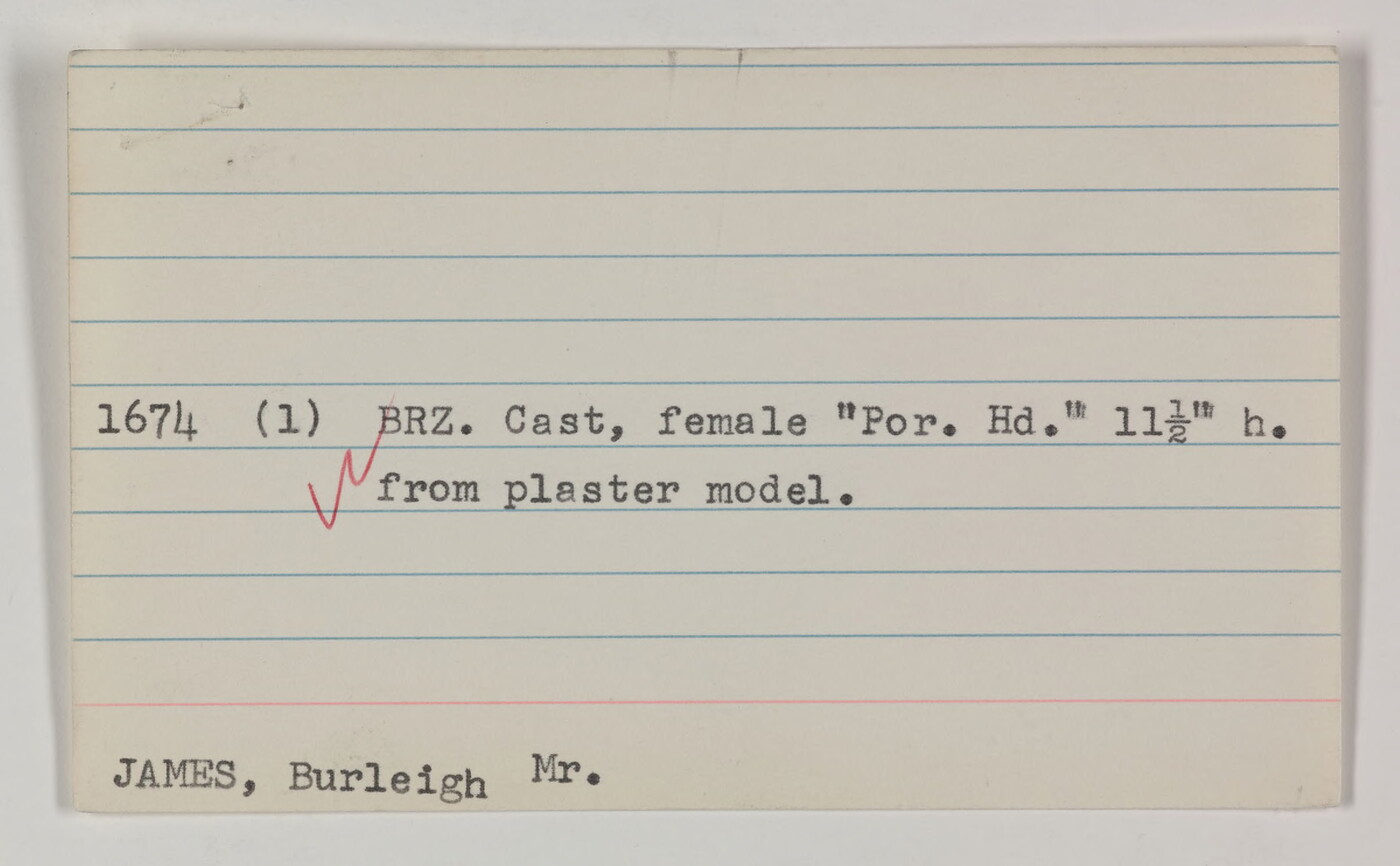 1674 (1) BRZ. Cast, female "Por. Hd." 11½" h.
from plaster model.
JAMES, Burleigh Mr.